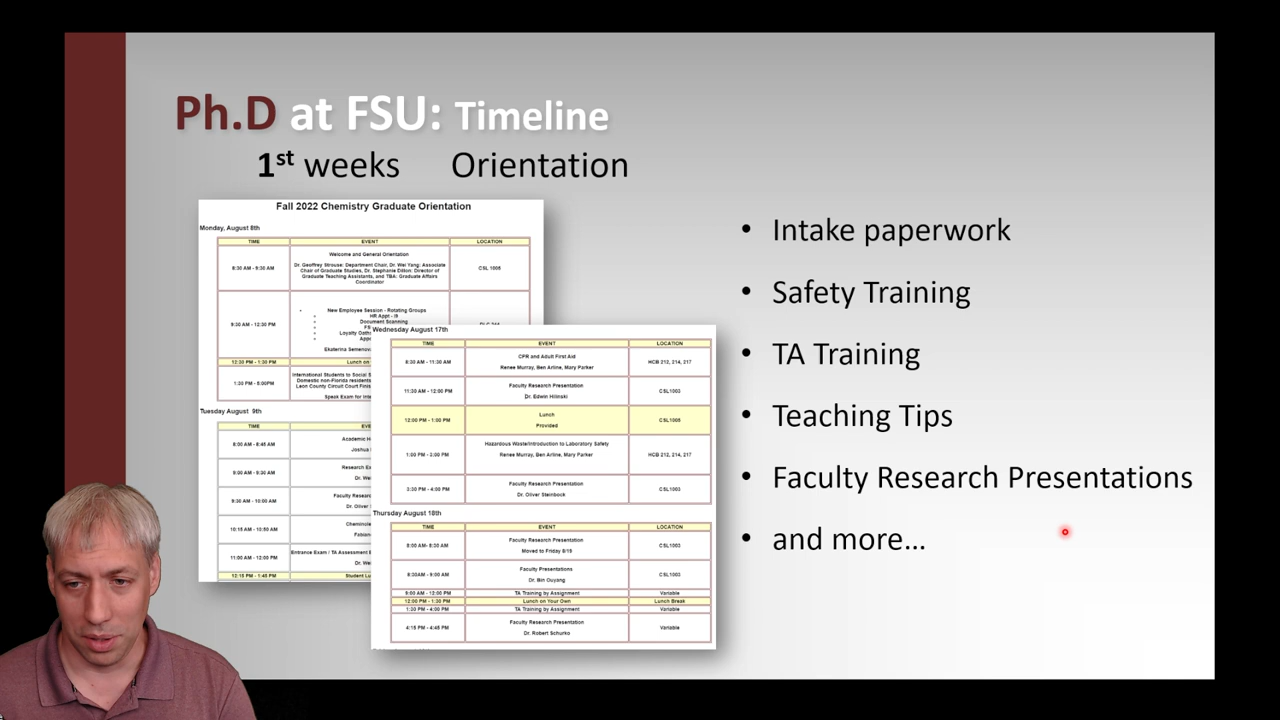 Ph.D at FSU: Timeline
1st weeks Orientation
Fall 2022 Chemistry Graduate Orientation
Monday, August 8th
TIME EVENT LOCATION
8:30 AM - 9:30 AM
Welcome and General Orientation
Dr. Geoffrey Strouse: Department Chair, Dr. Wei Yang: Associate
Chair of Graduate Studies, Dr. Stephanie Dillon: Director of
Graduate Teaching Assistants, and TBA: Graduate Affairs
Coordinator
CSL 1005
9:30 AM - 12:30 PM
• New Employee Session - Rotating Groups
• HR Appt - I9
• Document Scanning
•
Loyalty Oath
•
Ekaterina
12:30 PM - 1:30 PM Lunch on
1:30 PM - 5:00PM
International Students to Social S
Domestic non-Florida residents
Leon County Circuit Court
Speak Exam for
Tuesday August 9th
TIME
8:00 AM - 8:45 AM
Academic
Joshua
9:00 AM - 9:30 AM
Research
Dr. We
9:30 AM - 10:00 AM
Faculty
Dr. Oliver
10:15 AM - 10:50 AM
11:00 AM - 12:00 PM
Entrance Exam / TA Assessment
Dr. We
12:15 PM - 1:45 PM Student
Wednesday August 17th
TIME EVENT LOCATION
8:30 AM - 11:30 AM
CPR and Adult First Aid
Renee Murray, Ben Arline, Mary Parker
HCB 212, 214, 217
11:30 AM - 12:00 PM
Faculty Research Presentation
Dr. Edwin Hilinski
CSL1003
12:00 PM - 1:00 PM
Lunch
Provided
CSL1005
1:00 PM - 2:00 PM
Hazardous Waste/Introduction to Laboratory Safety
Renee Murray, Ben Arline, Mary Parker
HCB 212, 214, 217
3:30 PM - 4:00 PM
Faculty Research Presentation
Dr. Oliver Steinbock
CSL1003
Thursday August 18th
TIME EVENT LOCATION
8:00 AM- 8:30 AM
Faculty Research Presentation
Moved to Friday 8/19
CSL1003
8:30AM - 9:00 AM
Faculty Presentations
Dr. Bin Ouyang
CSL1003
9:00 AM - 12:00 PM TA Training by Assignment Variable
12:00 PM - 1:30 PM Lunch on Your Own Lunch Break
1:30 PM - 4:00 PM TA Training by Assignment Variable
4:15 PM - 4:45 PM
Faculty Research Presentation
Dr. Robert Schurko
Variable
• Intake paperwork
• Safety Training
• TA Training
• Teaching Tips
• Faculty Research Presentations
• and more…